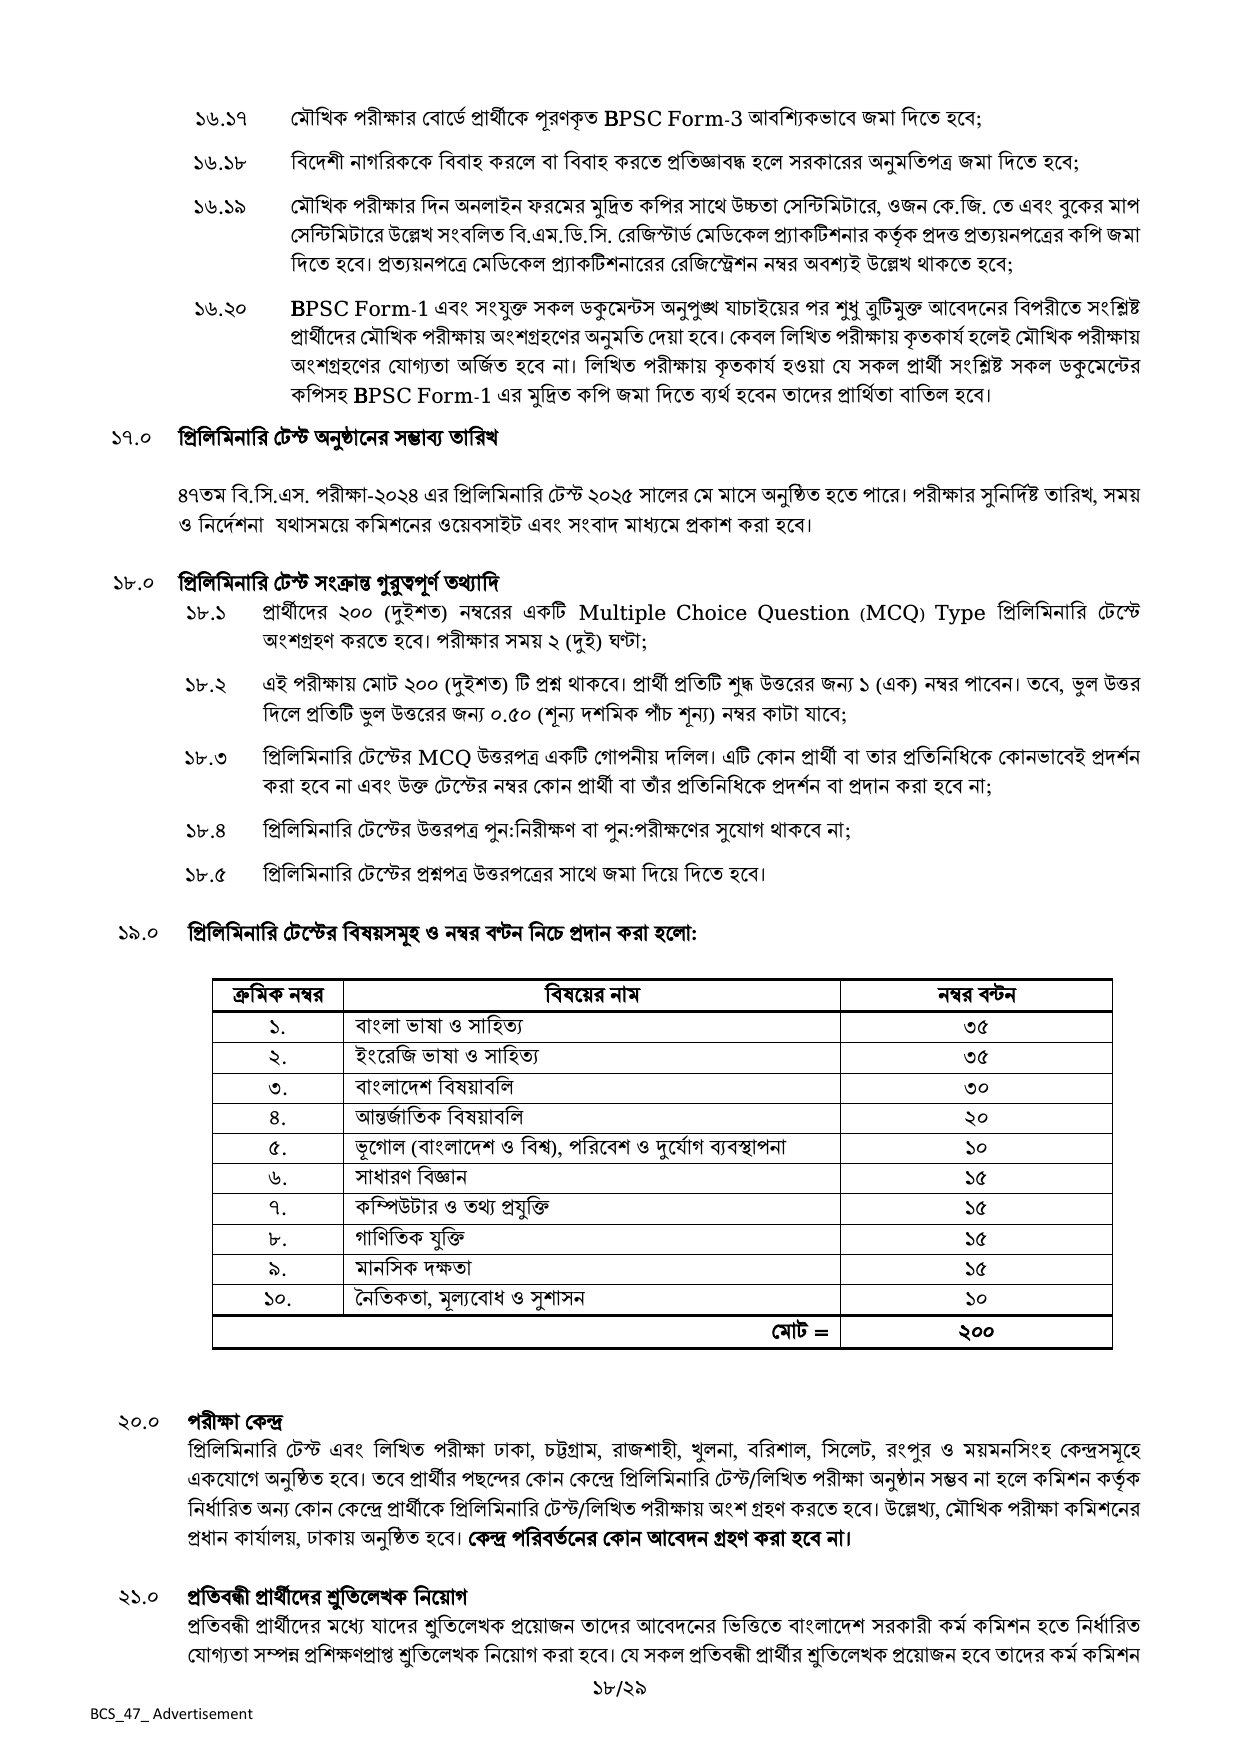 ১৬.১৭ মৌখিক পরীক্ষার বোর্ডে প্রার্থীকে পূরণকৃত BPSC Form-3 আবশ্যিকভাবে জমা দিতে হবে;
১৬.১৮ বিদেশী নাগরিককে বিবাহ করলে বা বিবাহ করতে প্রতিজ্ঞাবদ্ধ হলে সরকারের অনুমতিপত্র জমা দিতে হবে;
১৬.১৯ মৌখিক পরীক্ষার দিন অনলাইন ফরমের মুদ্রিত কপির সাথে উচ্চতা সেন্টিমিটারে, ওজন কে.জি. তে এবং বুকের মাপ
সেন্টিমিটারে উল্লেখ সংবলিত বি.এম.ডি.সি. রেজিস্টার্ড মেডিকেল প্র্যাকটিশনার কর্তৃক প্রদত্ত প্রত্যয়নপত্রের কপি জমা
দিতে হবে। প্রত্যয়নপত্রে মেডিকেল প্র্যাকটিশনারের রেজিস্ট্রেশন নম্বর অবশ্যই উল্লেখ থাকতে হবে;
১৬.২০ BPSC Form-1 এবং সংযুক্ত সকল ডকুমেন্টস অনুপুঙ্খ যাচাইয়ের পর শুধু ত্রুটিমুক্ত আবেদনের বিপরীতে সংশ্লিষ্ট
প্রার্থীদের মৌখিক পরীক্ষায় অংশগ্রহণের অনুমতি দেয়া হবে। কেবল লিখিত পরীক্ষায় কৃতকার্য হলেই মৌখিক পরীক্ষায়
অংশগ্রহণের যোগ্যতা অর্জিত হবে না। লিখিত পরীক্ষায় কৃতকার্য হওয়া যে সকল প্রার্থী সংশ্লিষ্ট সকল ডকুমেন্টের
কপিসহ BPSC Form-1 এর মুদ্রিত কপি জমা দিতে ব্যর্থ হবেন তাদের প্রার্থিতা বাতিল হবে।
১৭.০ প্রিলিমিনারি টেস্ট অনুষ্ঠানের সম্ভাব্য তারিখ
৪৭তম বি.সি.এস. পরীক্ষা-২০২৪ এর প্রিলিমিনারি টেস্ট ২০২৫ সালের মে মাসে অনুষ্ঠিত হতে পারে। পরীক্ষার সুনির্দিষ্ট তারিখ, সময়
ও নির্দেশনা যথাসময়ে কমিশনের ওয়েবসাইট এবং সংবাদ মাধ্যমে প্রকাশ করা হবে।
১৮.০ প্রিলিমিনারি টেস্ট সংক্রান্ত গুরুত্বপূর্ণ তথ্যাদি
১৮.১ প্রার্থীদের ২০০ (দুইশত) নম্বরের একটি Multiple Choice Question (MCQ) Type প্রিলিমিনারি টেস্টে
অংশগ্রহণ করতে হবে। পরীক্ষার সময় ২ (দুই) ঘণ্টা;
১৮.২ এই পরীক্ষায় মোট ২০০ (দুইশত) টি প্রশ্ন থাকবে। প্রার্থী প্রতিটি শুদ্ধ উত্তরের জন্য ১ (এক) নম্বর পাবেন। তবে, ভুল উত্তর
দিলে প্রতিটি ভুল উত্তরের জন্য ০.৫০ (শূন্য দশমিক পাঁচ শূন্য) নম্বর কাটা যাবে;
১৮.৩ প্রিলিমিনারি টেস্টের MCQ উত্তরপত্র একটি গোপনীয় দলিল। এটি কোন প্রার্থী বা তার প্রতিনিধিকে কোনভাবেই প্রদর্শন
করা হবে না এবং উক্ত টেস্টের নম্বর কোন প্রার্থী বা তাঁর প্রতিনিধিকে প্রদর্শন বা প্রদান করা হবে না;
১৮.৪ প্রিলিমিনারি টেস্টের উত্তরপত্র পুন:নিরীক্ষণ বা পুন:পরীক্ষণের সুযোগ থাকবে না;
১৮.৫ প্রিলিমিনারি টেস্টের প্রশ্নপত্র উত্তরপত্রের সাথে জমা দিয়ে দিতে হবে।
১৯.০ প্রিলিমিনারি টেস্টের বিষয়সমূহ ও নম্বর বণ্টন নিচে প্রদান করা হলো:
ক্রমিক নম্বর বিষয়ের নাম নম্বর বন্টন
১. বাংলা ভাষা ও সাহিত্য ৩৫
২. ইংরেজি ভাষা ও সাহিত্য ৩৫
৩. বাংলাদেশ বিষয়াবলি ৩০
৪. আন্তর্জাতিক বিষয়াবলি ২০
৫. ভূগোল (বাংলাদেশ ও বিশ্ব), পরিবেশ ও দুর্যোগ ব্যবস্থাপনা ১০
৬. সাধারণ বিজ্ঞান ১৫
৭. কম্পিউটার ও তথ্য প্রযুক্তি ১৫
৮. গাণিতিক যুক্তি ১৫
৯. মানসিক দক্ষতা ১৫
১০. নৈতিকতা, মূল্যবোধ ও সুশাসন ১০
মোট = ২০০
২০.০ পরীক্ষা কেন্দ্র
প্রিলিমিনারি টেস্ট এবং লিখিত পরীক্ষা ঢাকা, চট্টগ্রাম, রাজশাহী, খুলনা, বরিশাল, সিলেট, রংপুর ও ময়মনসিংহ কেন্দ্রসমূহে
একযোগে অনুষ্ঠিত হবে। তবে প্রার্থীর পছন্দের কোন কেন্দ্রে প্রিলিমিনারি টেস্ট/লিখিত পরীক্ষা অনুষ্ঠান সম্ভব না হলে কমিশন কর্তৃক
নির্ধারিত অন্য কোন কেন্দ্রে প্রার্থীকে প্রিলিমিনারি টেস্ট/লিখিত পরীক্ষায় অংশ গ্রহণ করতে হবে। উল্লেখ্য, মৌখিক পরীক্ষা কমিশনের
প্রধান কার্যালয়, ঢাকায় অনুষ্ঠিত হবে। কেন্দ্র পরিবর্তনের কোন আবেদন গ্রহণ করা হবে না।
২১.০ প্রতিবন্ধী প্রার্থীদের শ্রুতিলেখক নিয়োগ
প্রতিবন্ধী প্রার্থীদের মধ্যে যাদের শ্রুতিলেখক প্রয়োজন তাদের আবেদনের ভিত্তিতে বাংলাদেশ সরকারী কর্ম কমিশন হতে নির্ধারিত
যোগ্যতা সম্পন্ন প্রশিক্ষণপ্রাপ্ত শ্রুতিলেখক নিয়োগ করা হবে। যে সকল প্রতিবন্ধী প্রার্থীর শ্রুতিলেখক প্রয়োজন হবে তাদের কর্ম কমিশন
১৮/২৯
BCS_47_ Advertisement